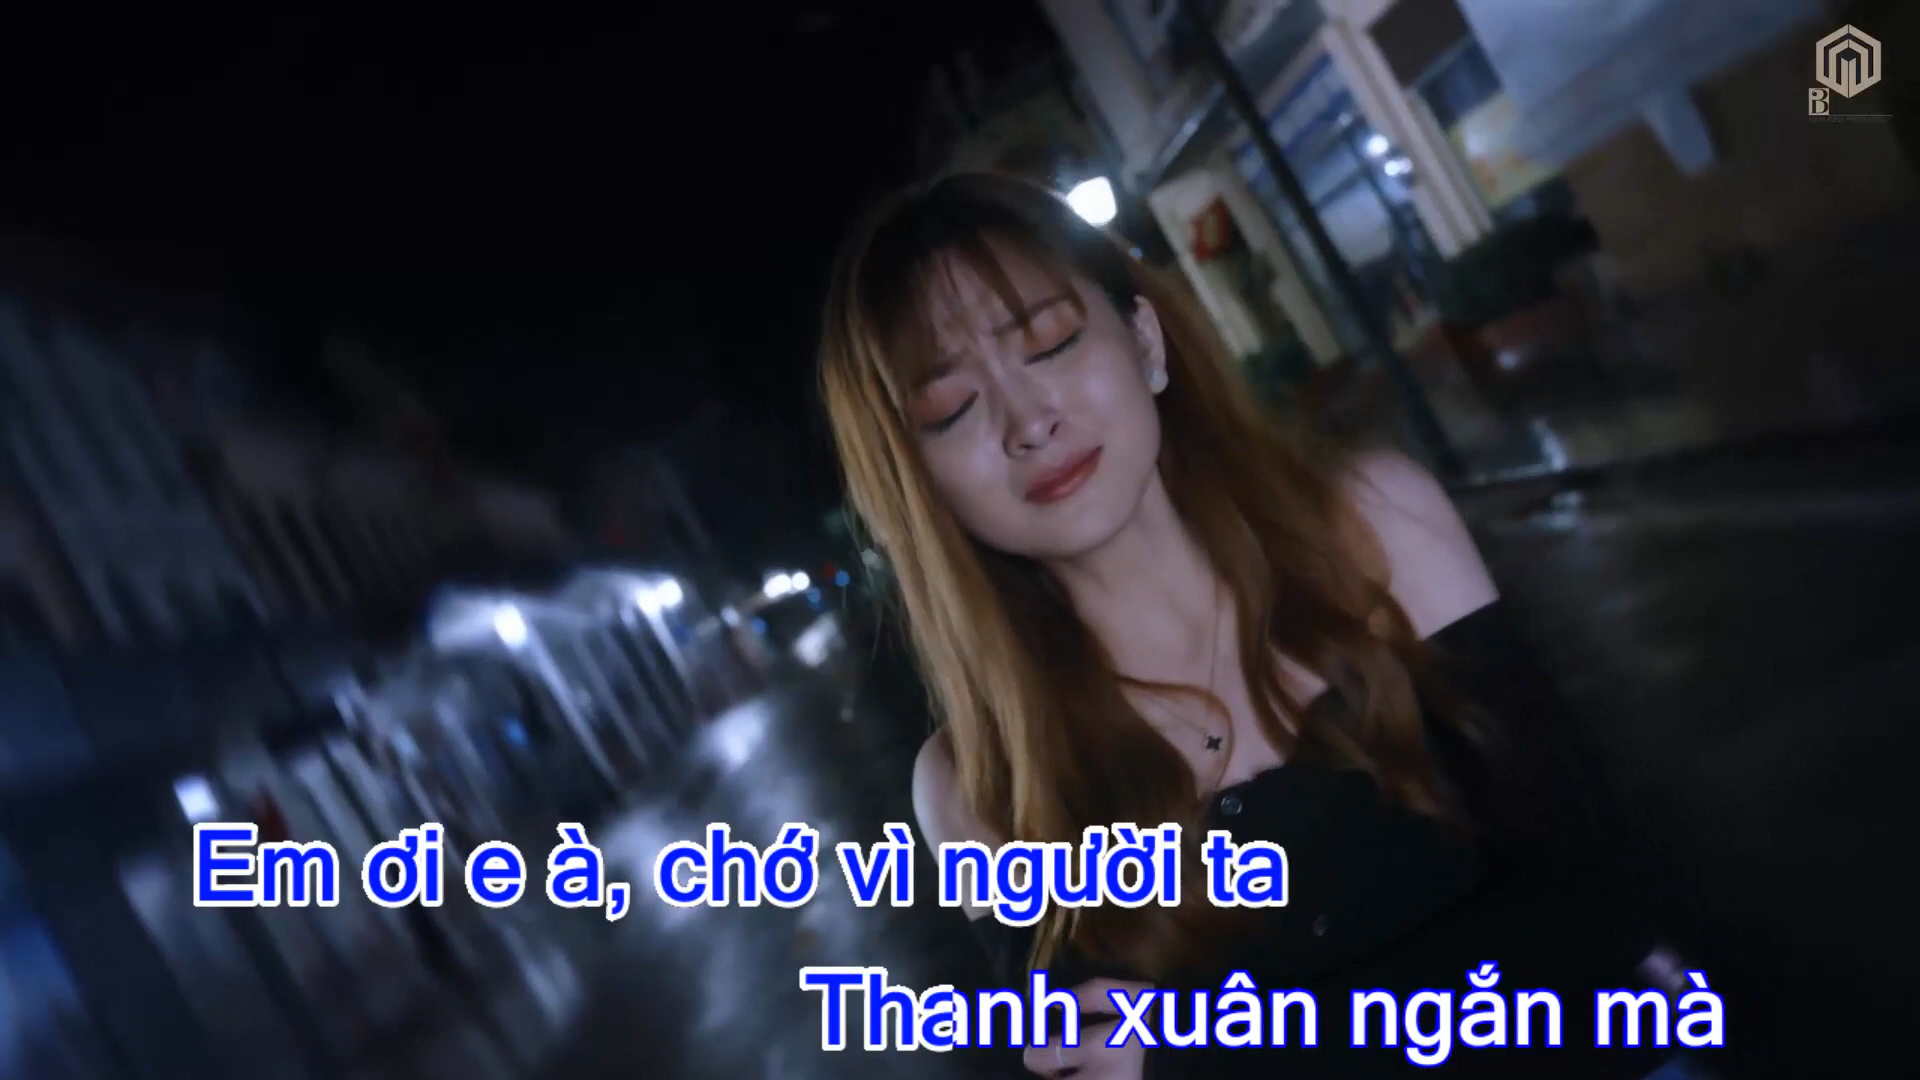 B
Em ơi e à, chớ vì người ta
Thanh xuân ngắn mà